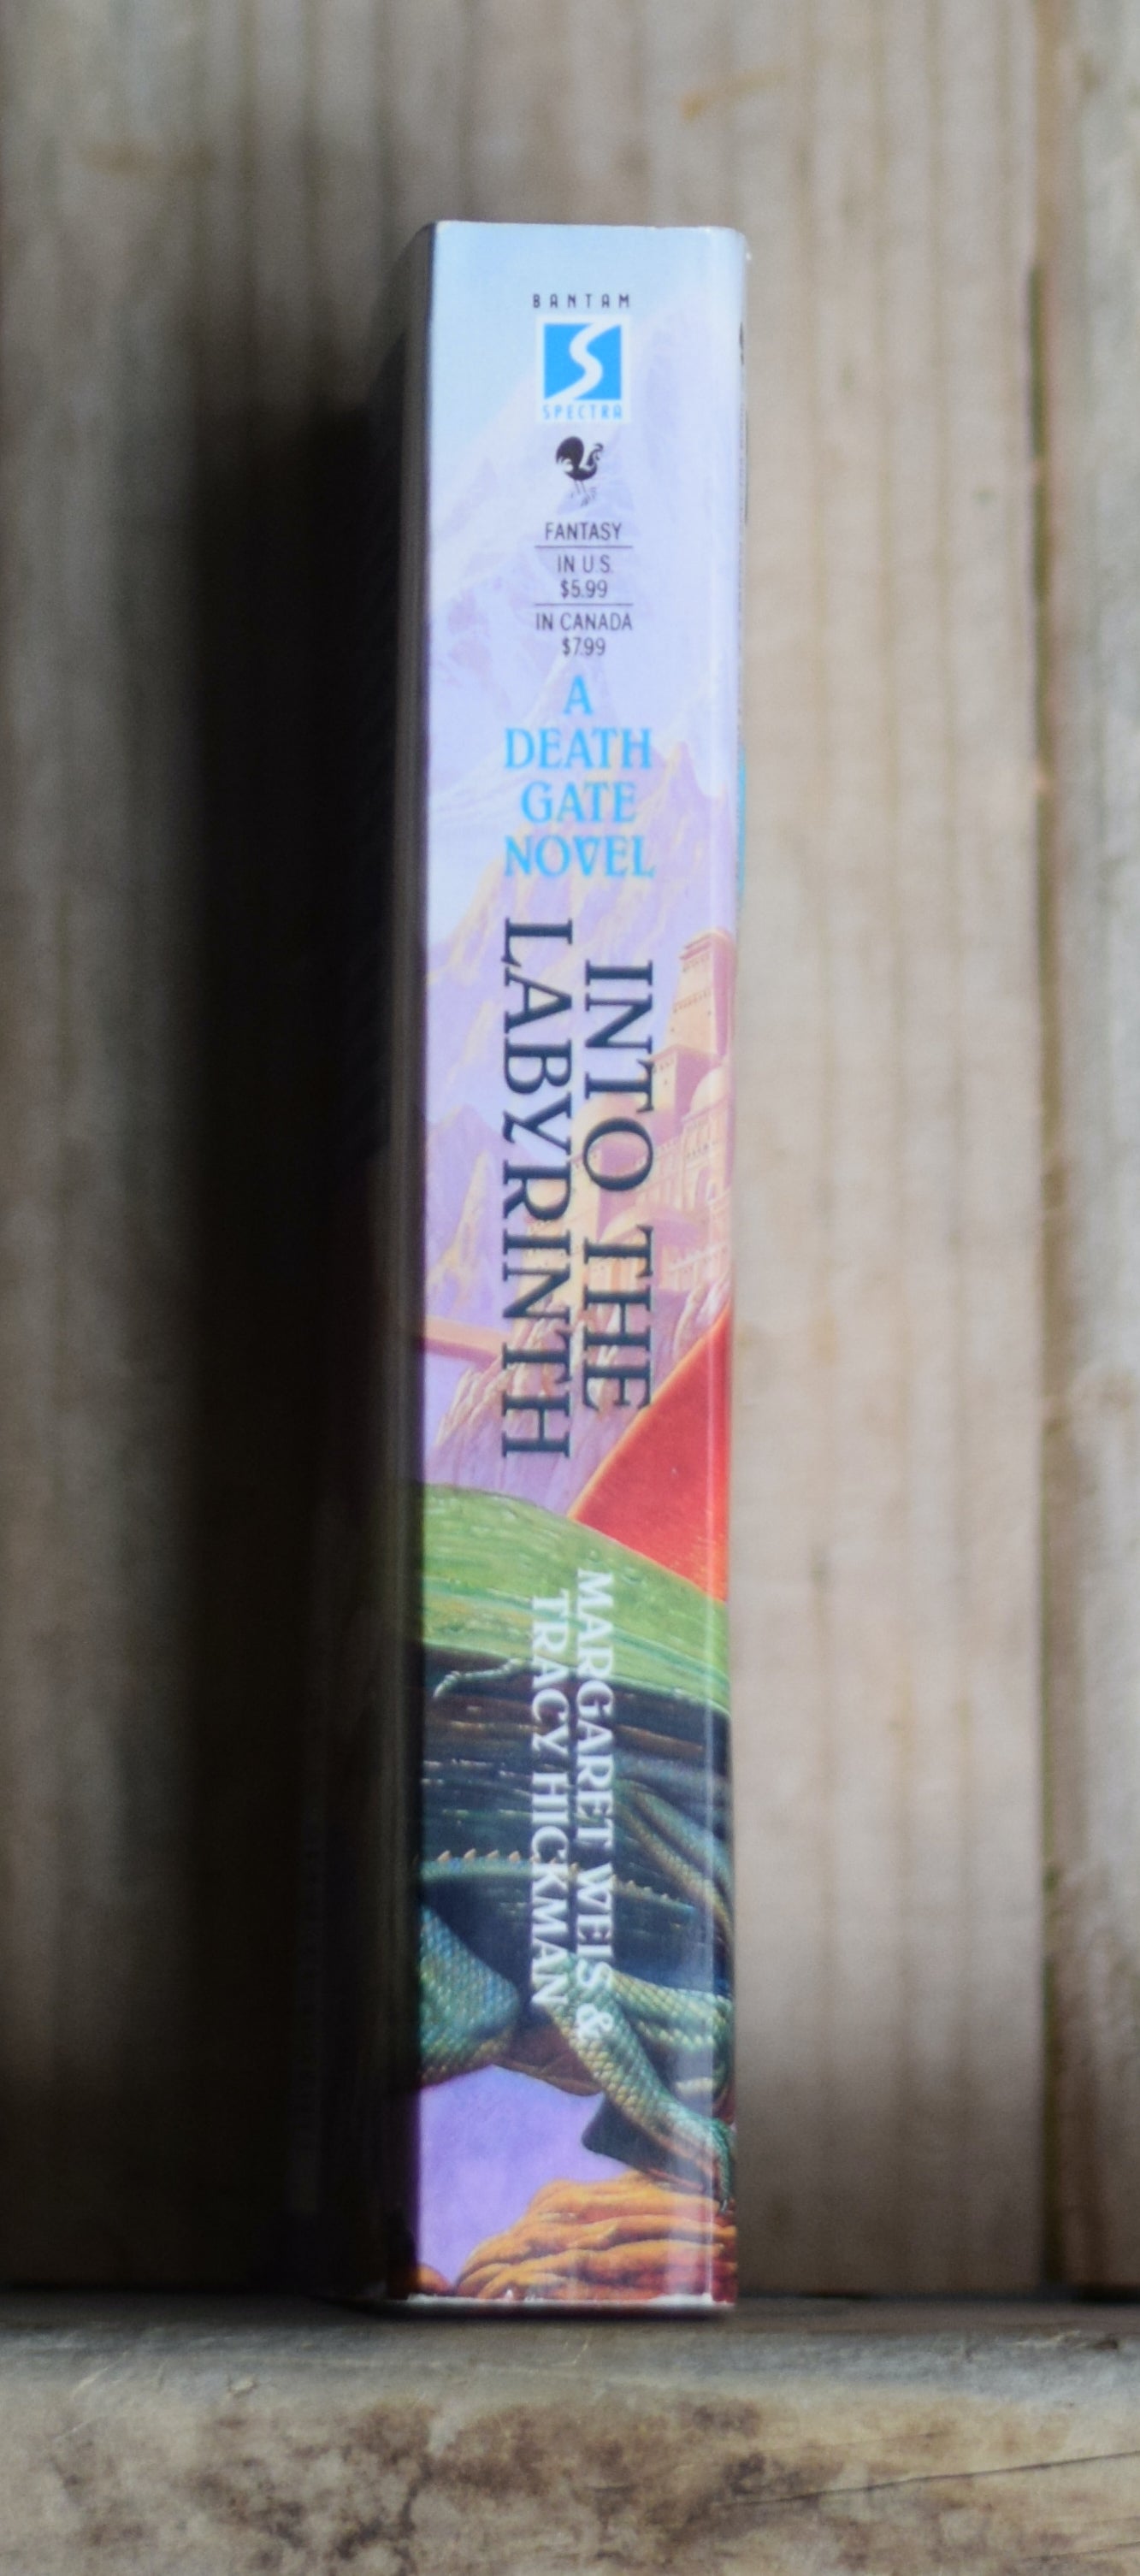 BANTAM
SPECTRA
FANTASY
IN U.S.
$5.99
IN CANADA
$7.99
A
DEATH
GATE
NOVEL
INTO THE
LABYRINTH
MARGARET WEIS &
TRACY HICKMAN